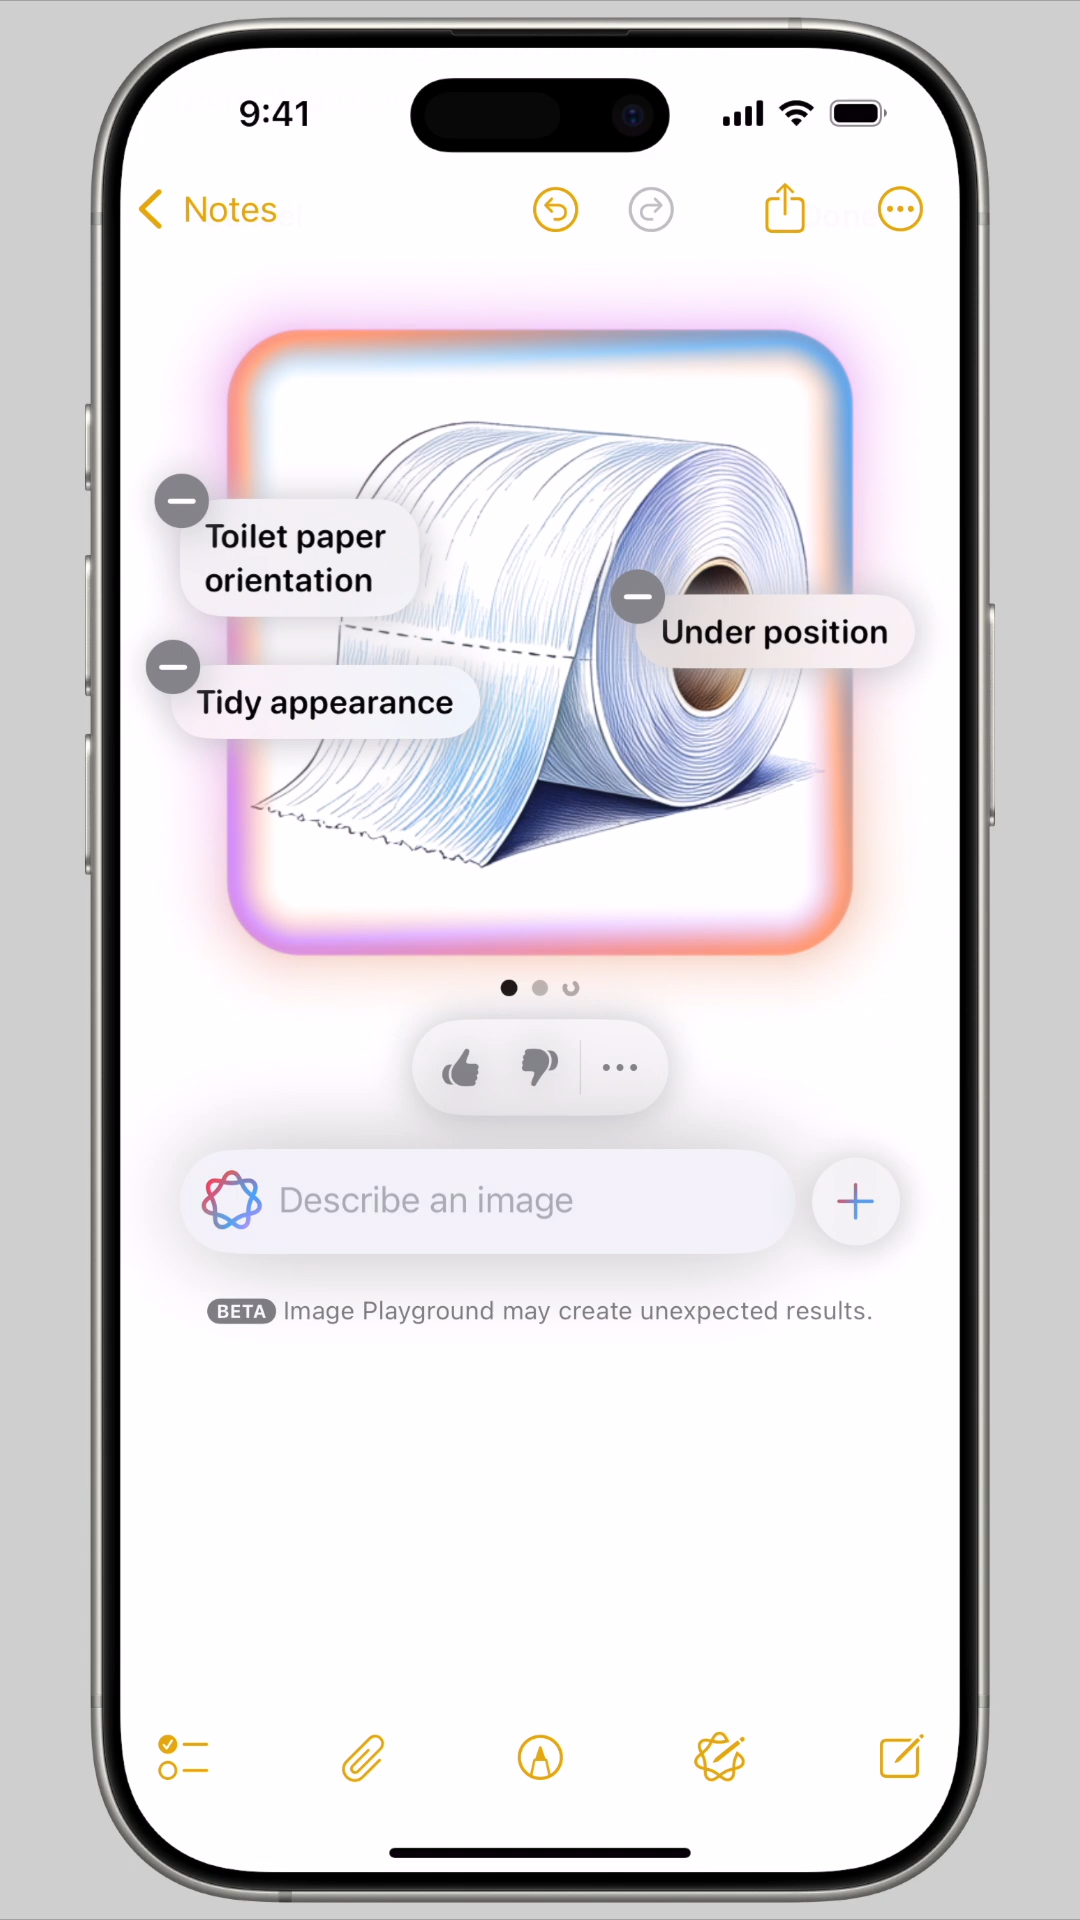 9:41
Notes
Toilet paper
orientation
Under position
Tidy appearance
Describe an image
BETA Image Playground may create unexpected results.